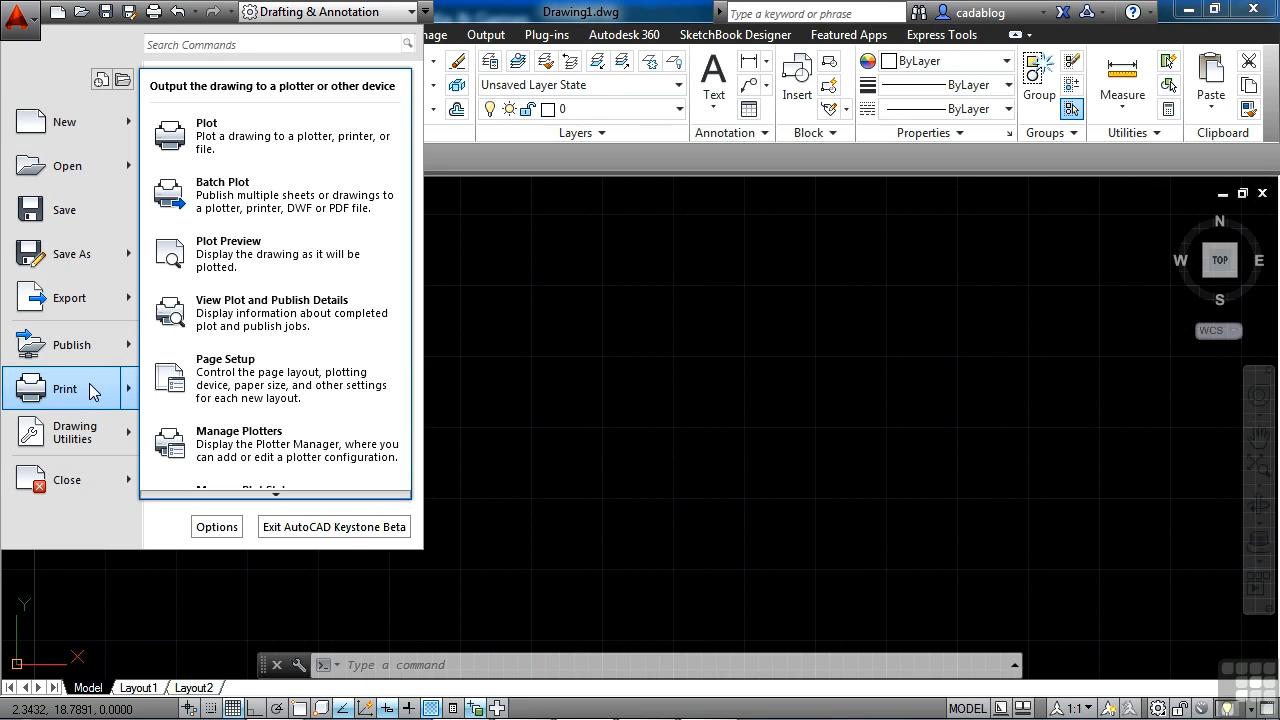 Drafting & Annotation
Drawing1.dwg
Type a keyword or phrase
cadablog
Search Commands
Output
Plug-ins
Autodesk 360
SketchBook Designer
Featured Apps
Express Tools
Output the drawing to a plotter or other device
New
Open
Save
Save As
Export
Publish
Print
Drawing
Utilities
Close
Plot
Plot a drawing to a plotter, printer, or
file.
Batch Plot
Publish multiple sheets or drawings to
a plotter, printer, DWF or PDF file.
Plot Preview
Display the drawing as it will be
plotted.
View Plot and Publish Details
Display information about completed
plot and publish jobs.
Page Setup
Control the page layout, plotting
device, paper size, and other settings
for each new layout.
Manage Plotters
Display the Plotter Manager, where you
can add or edit a plotter configuration.
Options
Exit AutoCAD Keystone Beta
Unsaved Layer State
0
Layers
Text
Annotation
Insert
Block
ByLayer
ByLayer
ByLayer
Properties
Group
Groups
Measure
Utilities
Paste
Clipboard
N
W
TOP
E
S
WCS
Y
X
Type a command
Model
Layout1
Layout2
2.3432, 18.7891, 0.0000
MODEL
1:1